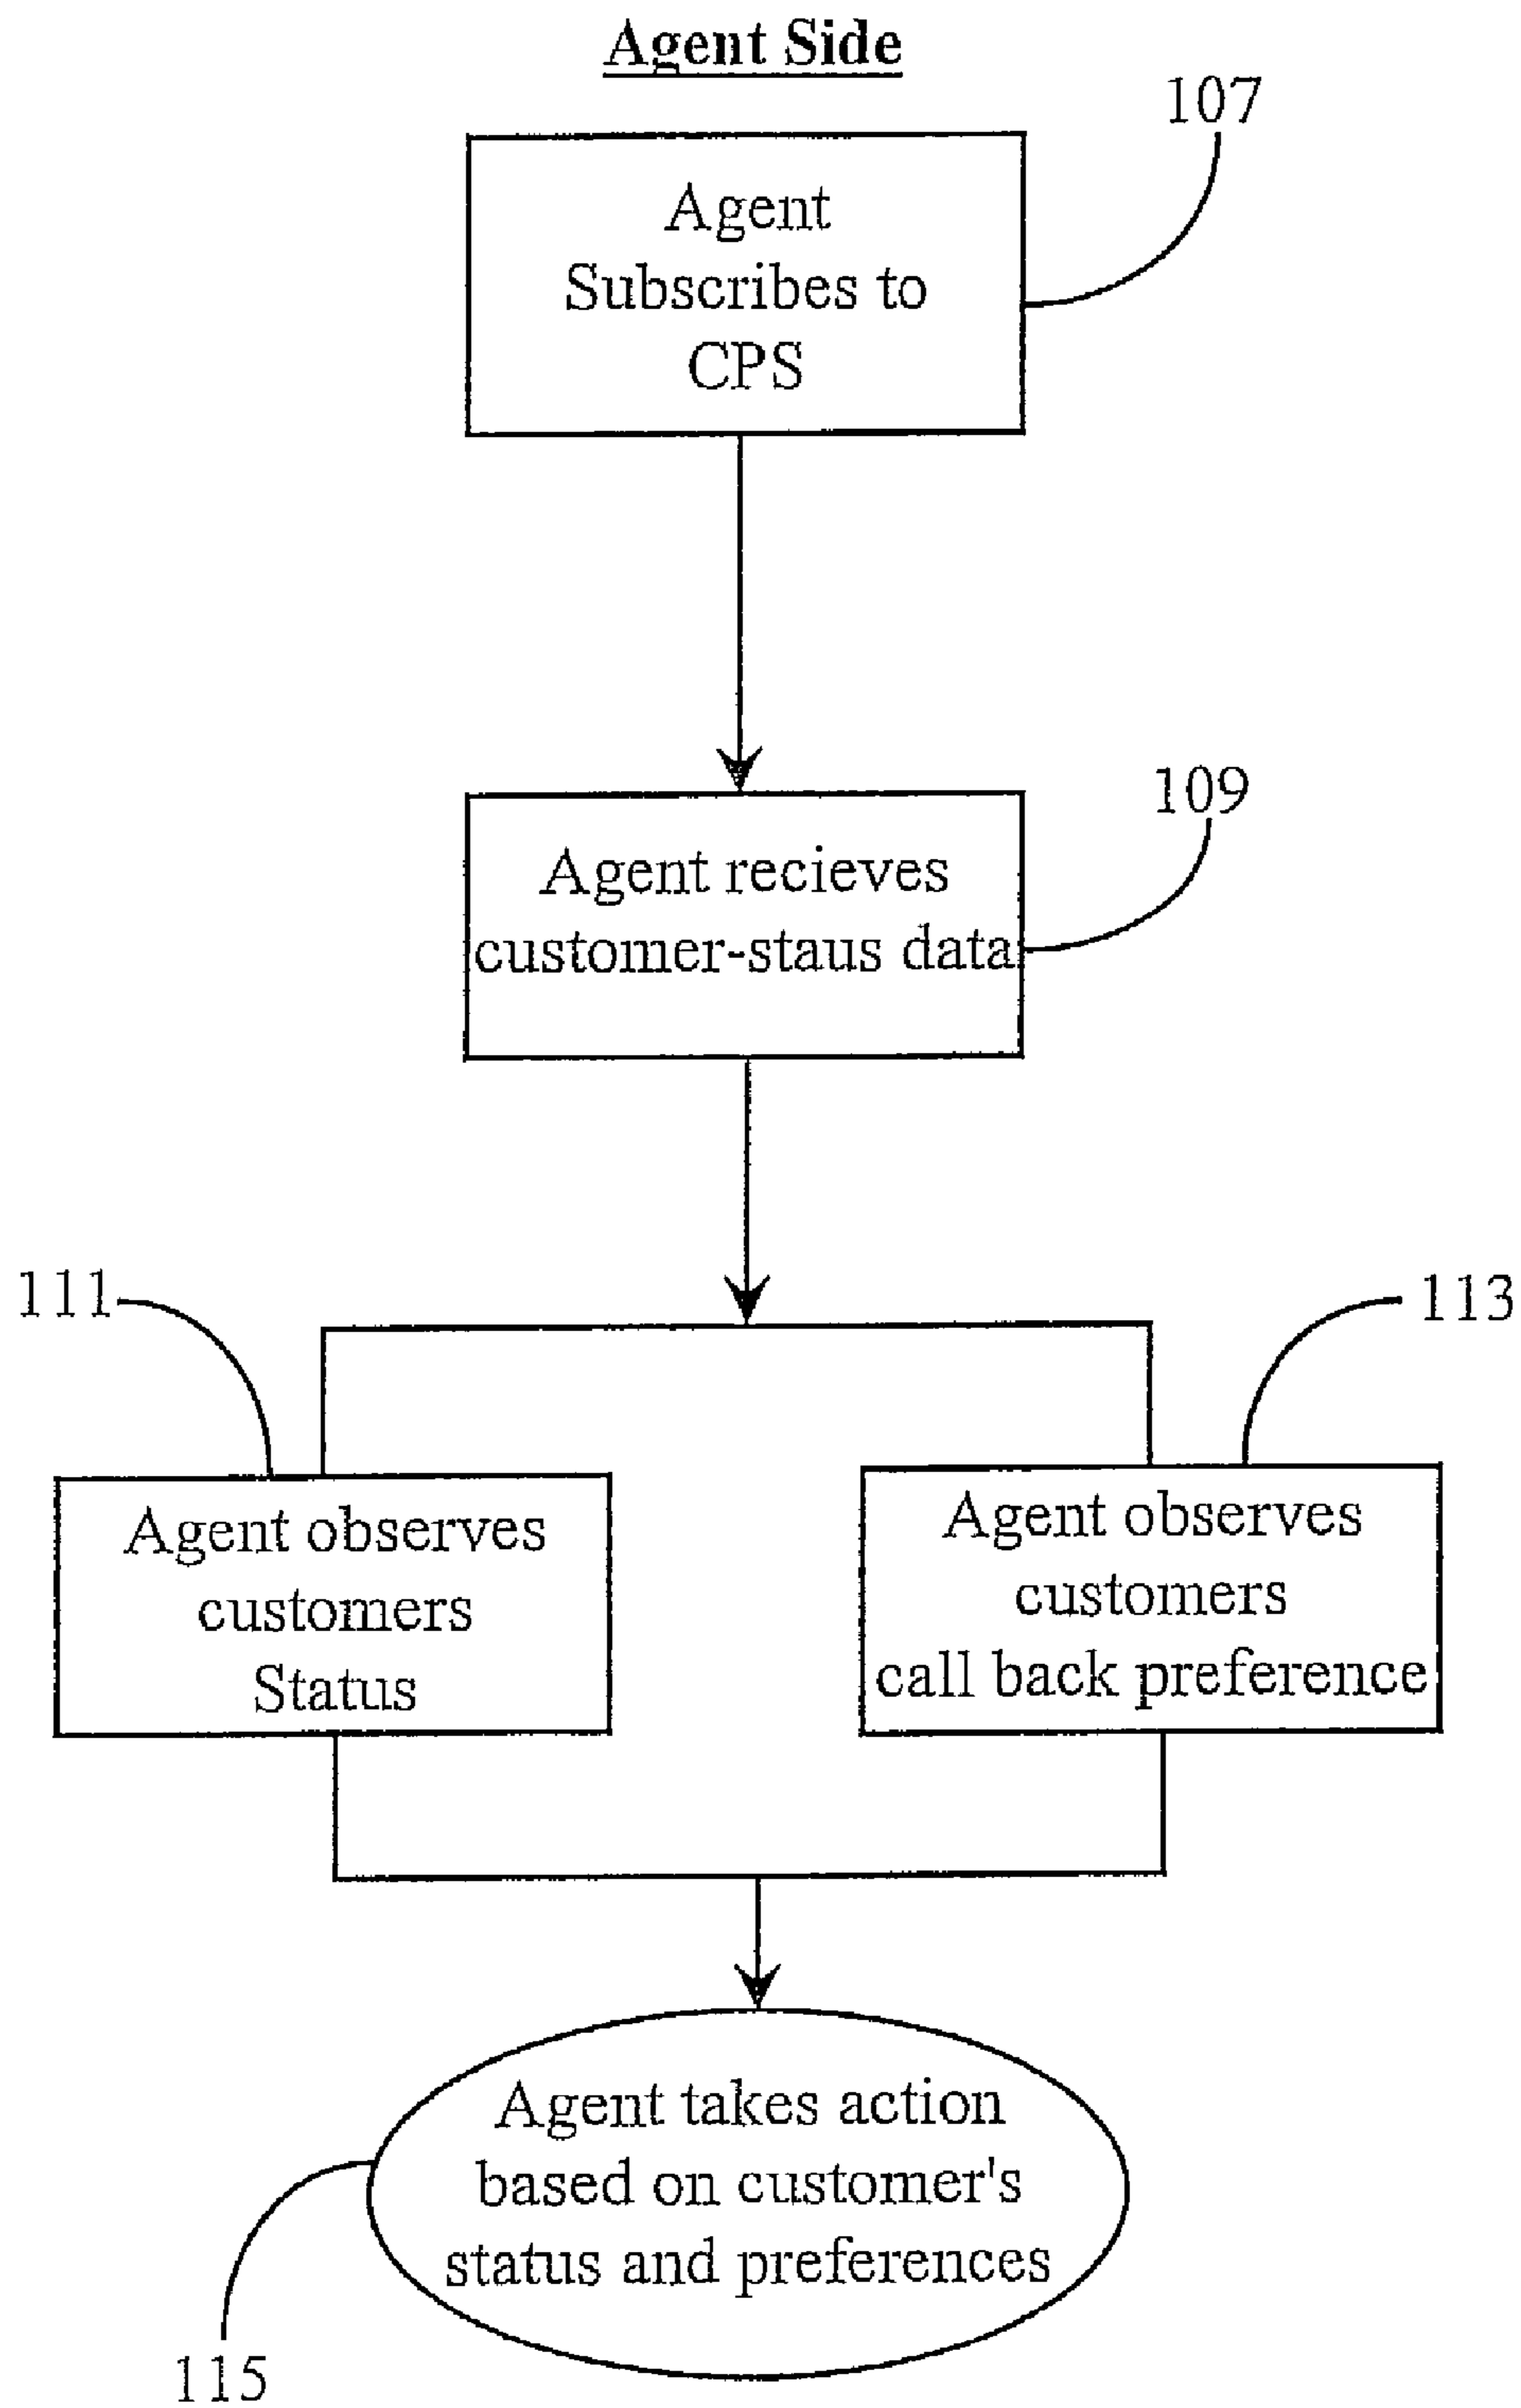 Agent Side
107
Agent
Subscribes to
CPS
109
Agent recieves
customer-staus data
111
113
Agent observes
customers
Status
Agent observes
customers
call back preference
Agent takes action
based on customer's
status and preferences
115